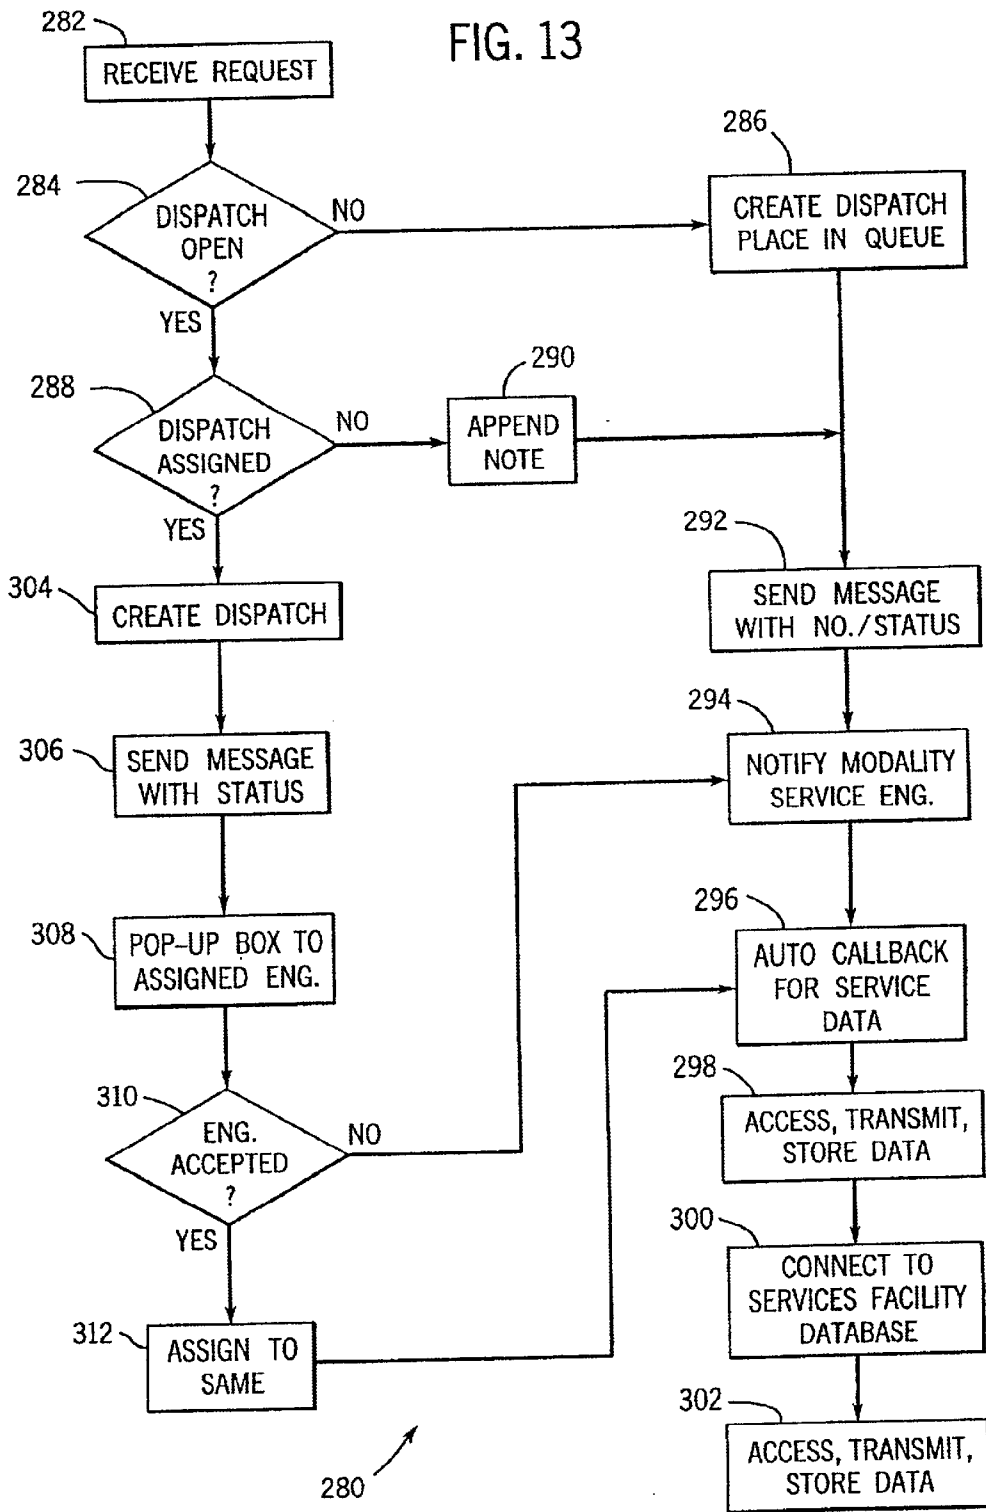 FIG. 13
282
RECEIVE REQUEST
284
DISPATCH
OPEN
?
NO
YES
286
CREATE DISPATCH
PLACE IN QUEUE
288
DISPATCH
ASSIGNED
?
NO
YES
290
APPEND
NOTE
292
SEND MESSAGE
WITH NO./STATUS
304
CREATE DISPATCH
294
NOTIFY MODALITY
SERVICE ENG.
306
SEND MESSAGE
WITH STATUS
296
AUTO CALLBACK
FOR SERVICE
DATA
308
POP-UP BOX TO
ASSIGNED ENG.
298
ACCESS, TRANSMIT,
STORE DATA
310
ENG.
ACCEPTED
?
NO
YES
300
CONNECT TO
SERVICES FACILITY
DATABASE
312
ASSIGN TO
SAME
302
ACCESS, TRANSMIT,
STORE DATA
280